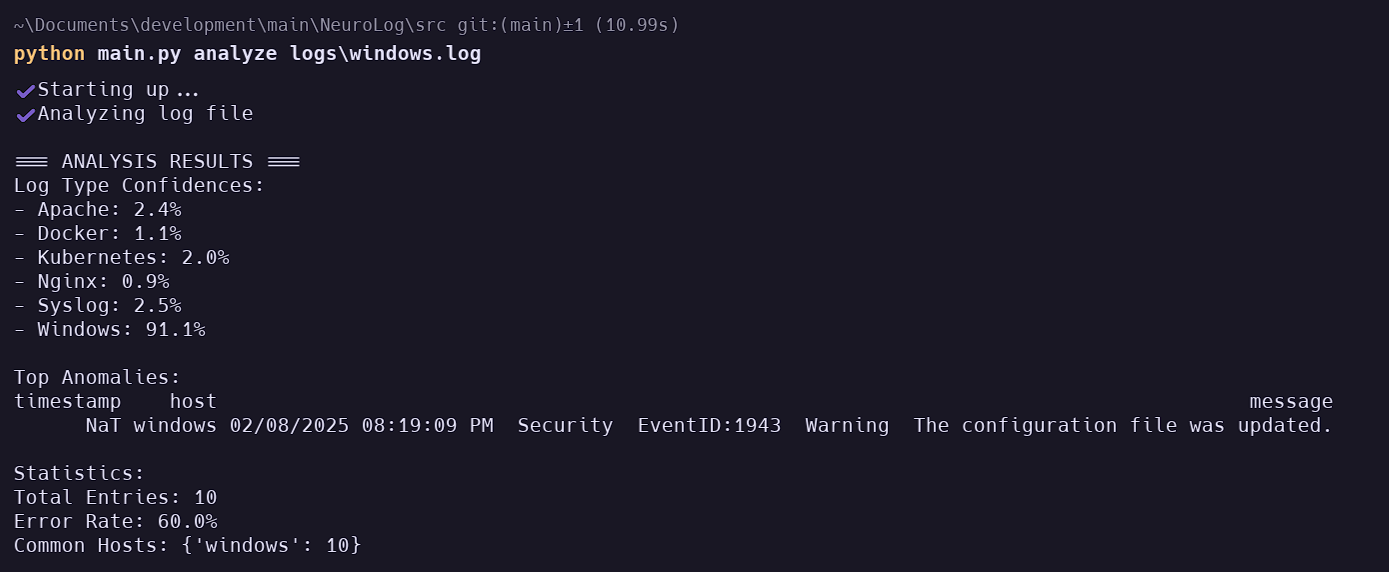 ~\Documents\development\main\NeuroLog\src git:(main)±1 (10.99s)
python main.py analyze logs\windows.log
✓Starting up...
✓Analyzing log file
=== ANALYSIS RESULTS ===
Log Type Confidences:
- Apache: 2.4%
- Docker: 1.1%
- Kubernetes: 2.0%
- Nginx: 0.9%
- Syslog: 2.5%
- Windows: 91.1%
Top Anomalies:
timestamp    host                                                                                      message
      NaT windows 02/08/2025 08:19:09 PM  Security  EventID:1943  Warning  The configuration file was updated.
Statistics:
Total Entries: 10
Error Rate: 60.0%
Common Hosts: {'windows': 10}